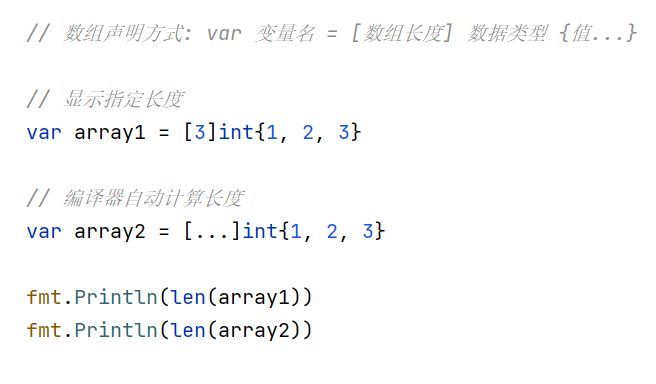 // 数组声明方式: var 变量名 = [数组长度] 数据类型 {值...}
// 显示指定长度
var array1 = [3]int{1, 2, 3}
// 编译器自动计算长度
var array2 = [...]int{1, 2, 3}
fmt.Println(len(array1))
fmt.Println(len(array2))